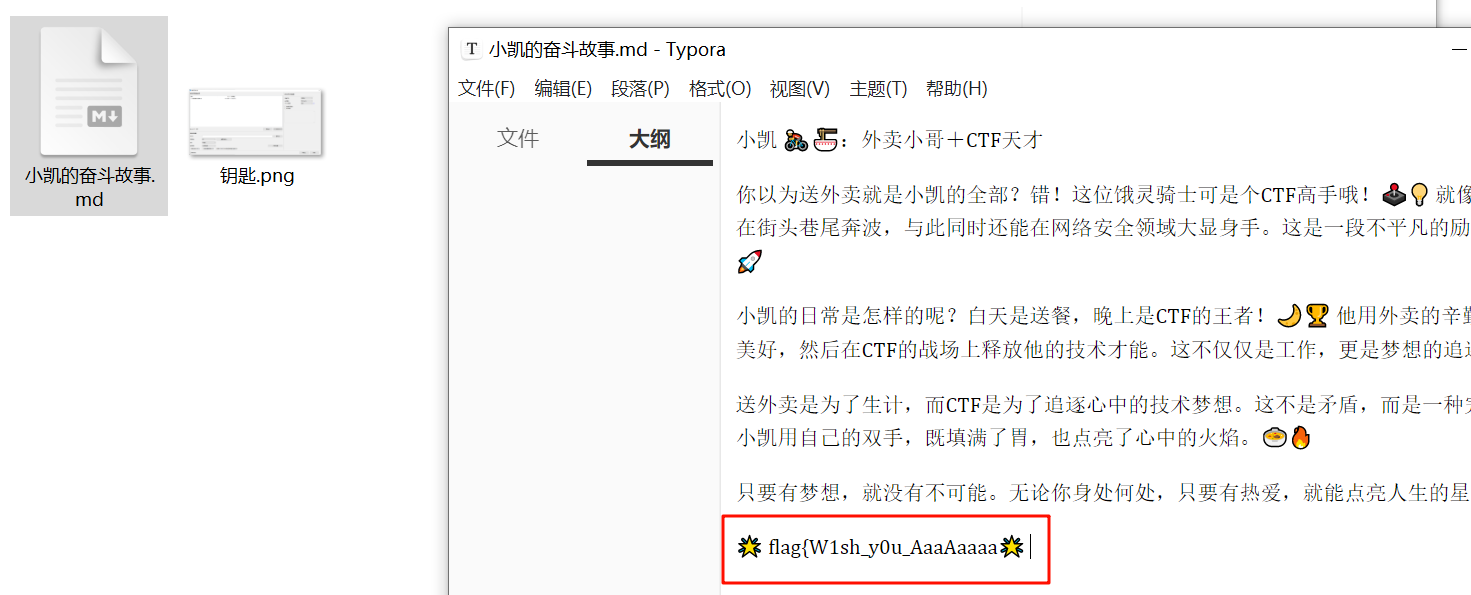 小凯的奋斗故事.md - Typora
文件(F) 编辑(E) 段落(P) 格式(O) 视图(V) 主题(T) 帮助(H)
文件 大纲
小凯的奋斗故事.
md
钥匙.png
小凯 🚴🍜：外卖小哥＋CTF天才
你以为送外卖就是小凯的全部？错！这位饿灵骑士可是个CTF高手哦！🕹💡 就像
在街头巷尾奔波，与此同时还能在网络安全领域大显身手。这是一段不平凡的励
🚀
小凯的日常是怎样的呢？白天是送餐，晚上是CTF的王者！🌙🏆 他用外卖的辛勤
美好，然后在CTF的战场上释放他的技术才能。这不仅仅是工作，更是梦想的追
送外卖是为了生计，而CTF是为了追逐心中的技术梦想。这不是矛盾，而是一种
小凯用自己的双手，既填满了胃，也点亮了心中的火焰。🍲🔥
只要有梦想，就没有不可能。无论你身处何处，只要有热爱，就能点亮人生的星
🌟 flag{W1sh_y0u_AaaAaaaa🌟